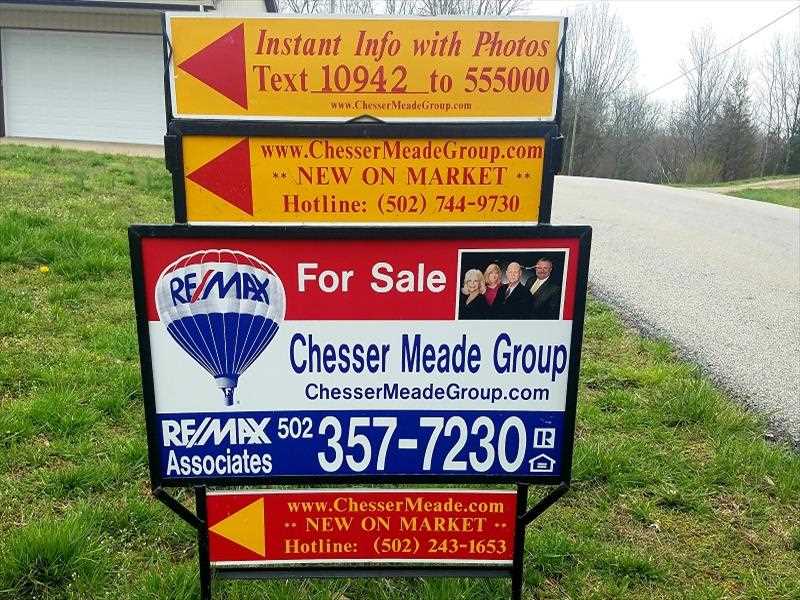 Instant Info with Photos
Text 10942 to 555000
www.ChesserMeadeGroup.com
www.ChesserMeadeGroup.com
** NEW ON MARKET **
Hotline: (502) 744-9730
RE/MAX
For Sale
Chesser Meade Group
ChesserMeadeGroup.com
RE/MAX 502 357-7230
Associates
www.ChesserMeade.com
** NEW ON MARKET **
Hotline: (502) 243-1653